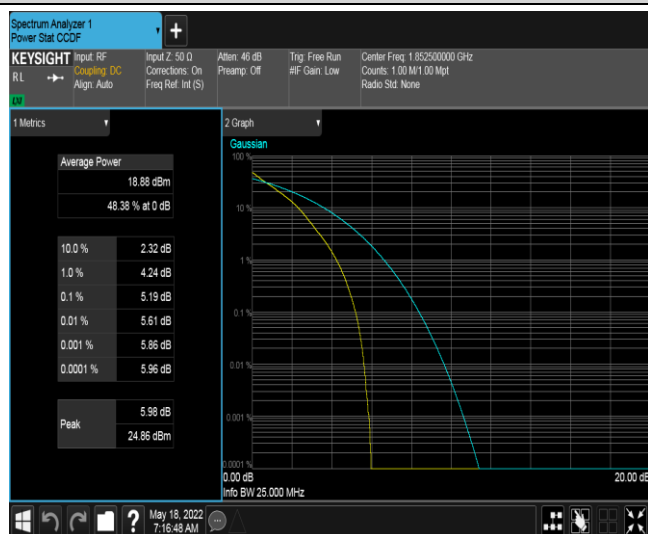 Spectrum Analyzer 1
Power Stat CCDF
+
KEYSIGHT
RL
LXI
Input: RF
Coupling: DC
Align: Auto
Input Z: 50 Ω
Corrections: On
Freq Ref: Int (S)
Atten: 46 dB
Preamp: Off
Trig: Free Run
#IF Gain: Low
Center Freq: 1.852500000 GHz
Counts: 1.00 M/1.00 Mpt
Radio Std: None
1 Metrics
Average Power
18.88 dBm
48.38 % at 0 dB
10.0 % 2.32 dB
1.0 % 4.24 dB
0.1 % 5.19 dB
0.01 % 5.61 dB
0.001 % 5.86 dB
0.0001 % 5.96 dB
Peak
5.98 dB
24.86 dBm
2 Graph
Gaussian
100 %
10 %
1 %
0.1 %
0.01 %
0.001 %
0.0001 %
0.00 dB
20.00 dB
Info BW 25.000 MHz
?
May 18, 2022
7:16:48 AM